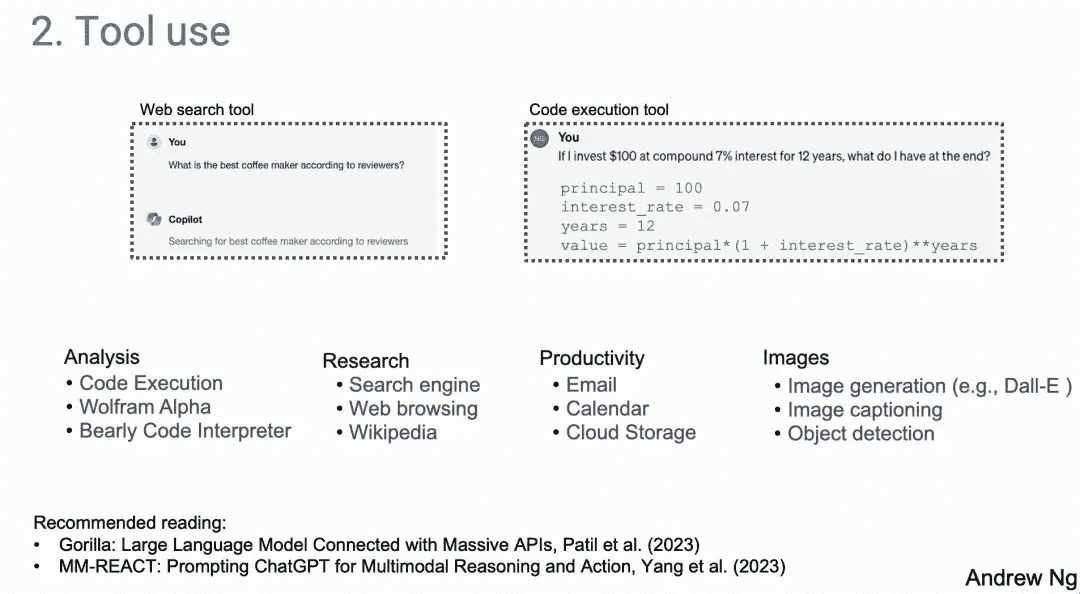 2. Tool use
Web search tool
You
What is the best coffee maker according to reviewers?
Copilot
Searching for best coffee maker according to reviewers
Code execution tool
NG
You
If I invest $100 at compound 7% interest for 12 years, what do I have at the end?
principal = 100
interest_rate = 0.07
years = 12
value = principal*(1 + interest_rate)**years
Analysis
• Code Execution
• Wolfram Alpha
• Bearly Code Interpreter
Research
• Search engine
• Web browsing
• Wikipedia
Productivity
• Email
• Calendar
• Cloud Storage
Images
• Image generation (e.g., Dall-E )
• Image captioning
• Object detection
Recommended reading:
• Gorilla: Large Language Model Connected with Massive APIs, Patil et al. (2023)
• MM-REACT: Prompting ChatGPT for Multimodal Reasoning and Action, Yang et al. (2023)
Andrew Ng